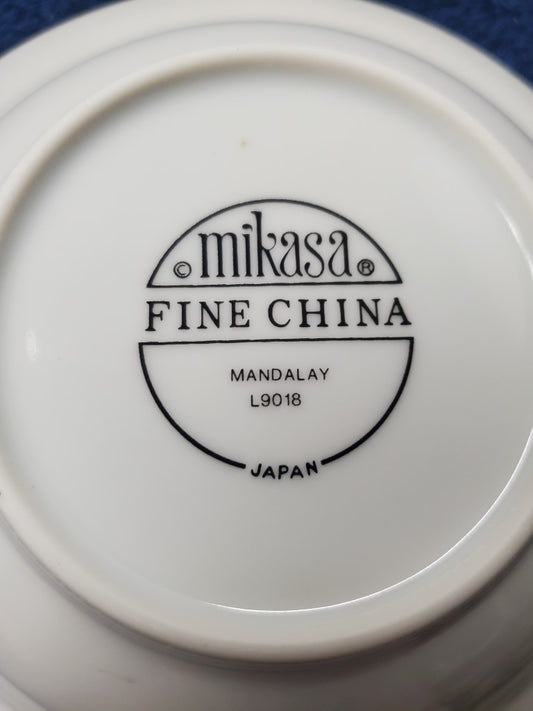 © mikasa ®
FINE CHINA
MANDALAY
L9018
JAPAN